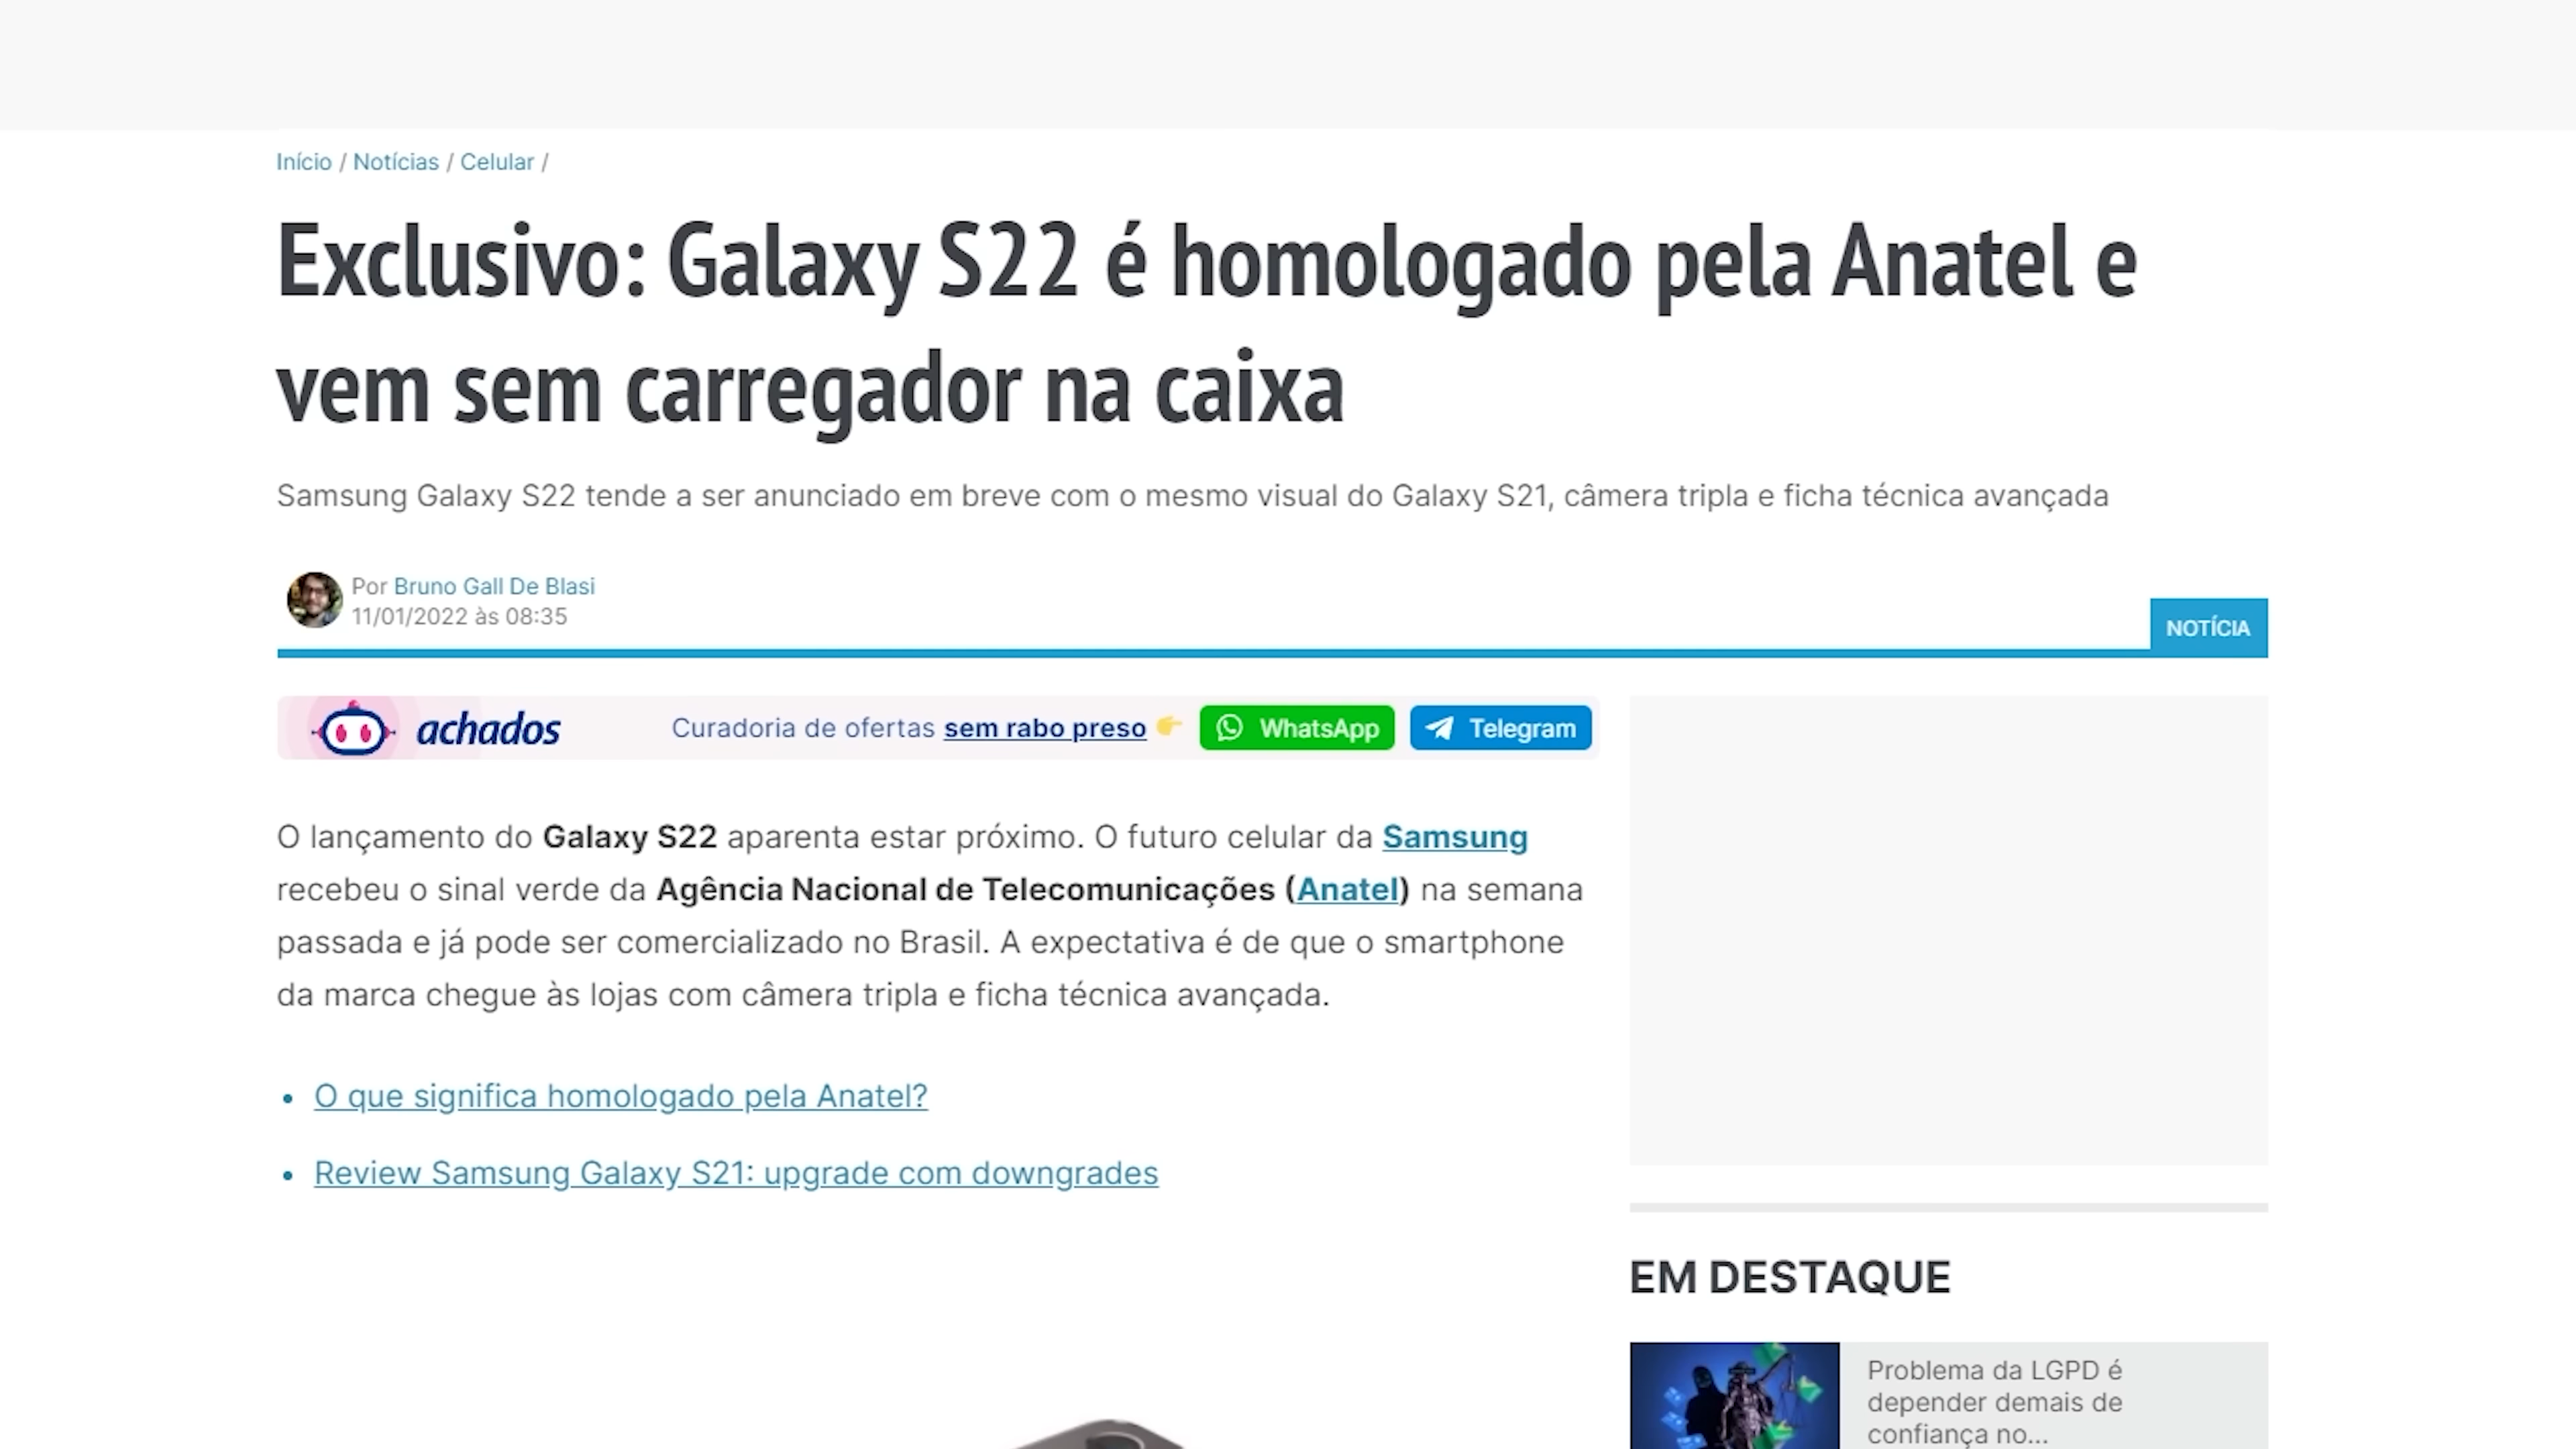 Início / Notícias / Celular /
Exclusivo: Galaxy S22 é homologado pela Anatel e
vem sem carregador na caixa
Samsung Galaxy S22 tende a ser anunciado em breve com o mesmo visual do Galaxy S21, câmera tripla e ficha técnica avançada
Por Bruno Gall De Blasi
11/01/2022 às 08:35
NOTÍCIA
achados
Curadoria de ofertas sem rabo preso
WhatsApp
Telegram
O lançamento do Galaxy S22 aparenta estar próximo. O futuro celular da Samsung
recebeu o sinal verde da Agência Nacional de Telecomunicações (Anatel) na semana
passada e já pode ser comercializado no Brasil. A expectativa é de que o smartphone
da marca chegue às lojas com câmera tripla e ficha técnica avançada.
• O que significa homologado pela Anatel?
• Review Samsung Galaxy S21: upgrade com downgrades
EM DESTAQUE
Problema da LGPD é
depender demais de
confiança no...